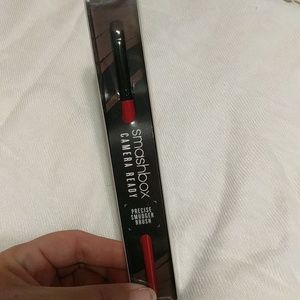 smashbox
CAMERA READY
PRECISE
SMUDGER
BRUSH